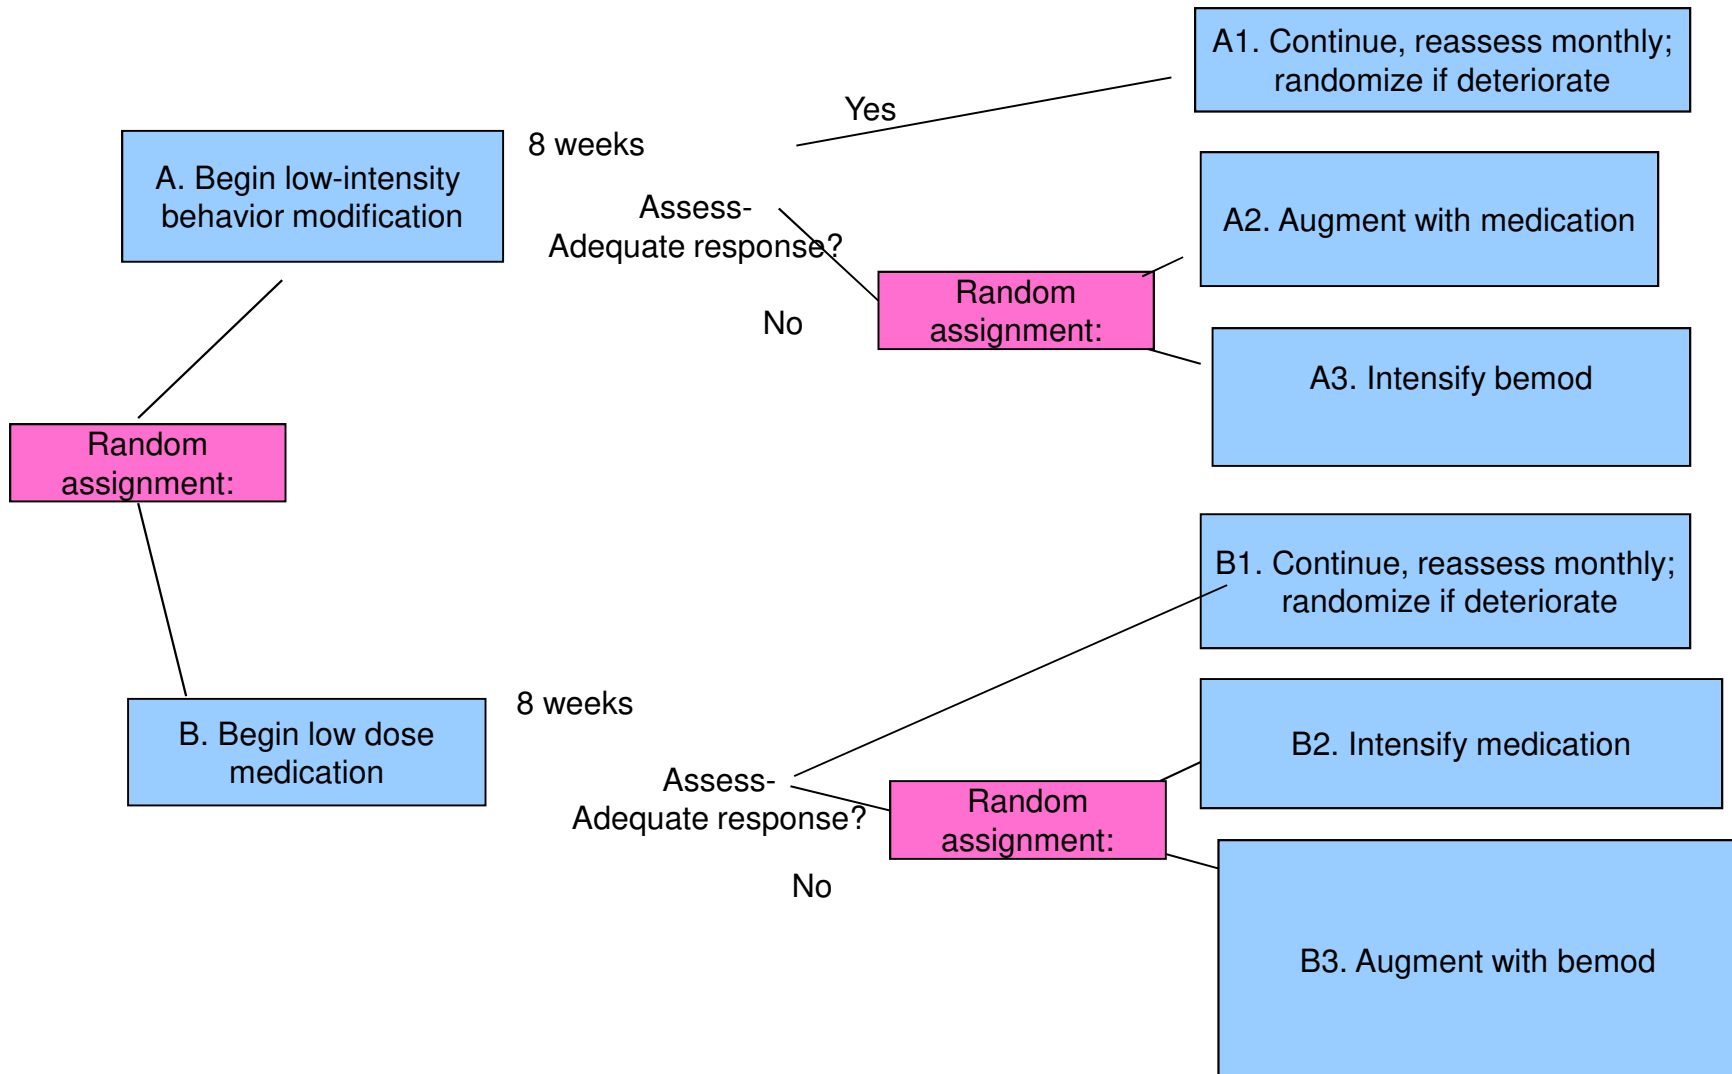 A1. Continue, reassess monthly;
randomize if deteriorate
Yes
8 weeks
A. Begin low-intensity
behavior modification
Assess-
Adequate response?
A2. Augment with medication
Random
assignment:
No
A3. Intensify bemod
Random
assignment:
B1. Continue, reassess monthly;
randomize if deteriorate
8 weeks
B. Begin low dose
medication
B2. Intensify medication
Assess-
Adequate response?
Random
assignment:
No
B3. Augment with bemod